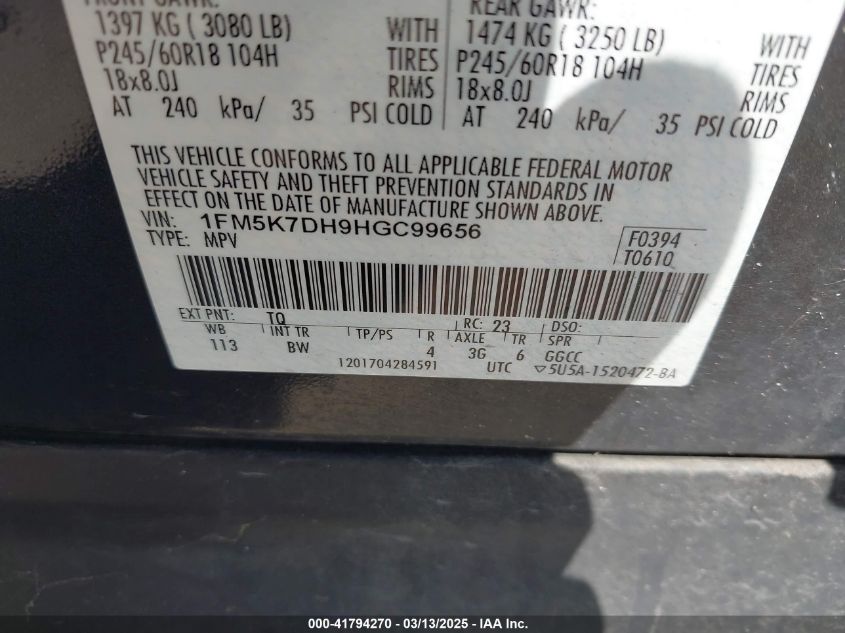 FRONT GAWR:
1397 KG ( 3080 LB) WITH
P245/60R18 104H TIRES
18x8.0J RIMS
AT 240 kPa/ 35 PSI COLD
REAR GAWR:
1474 KG ( 3250 LB) WITH
P245/60R18 104H TIRES
18x8.0J RIMS
AT 240 kPa/ 35 PSI COLD
THIS VEHICLE CONFORMS TO ALL APPLICABLE FEDERAL MOTOR
VEHICLE SAFETY AND THEFT PREVENTION STANDARDS IN
EFFECT ON THE DATE OF MANUFACTURE SHOWN ABOVE.
VIN: 1FM5K7DH9HGC99656
TYPE: MPV
F0394
T0610
EXT PNT: TQ RC: 23 DSO:
WB INT TR TP/PS R AXLE TR SPR
113 BW 4 3G 6 GGCC
1201704284591 UTC ▽5U5A-1520472-BA
000-41794270 / 03/13/2025 - IAA Inc.